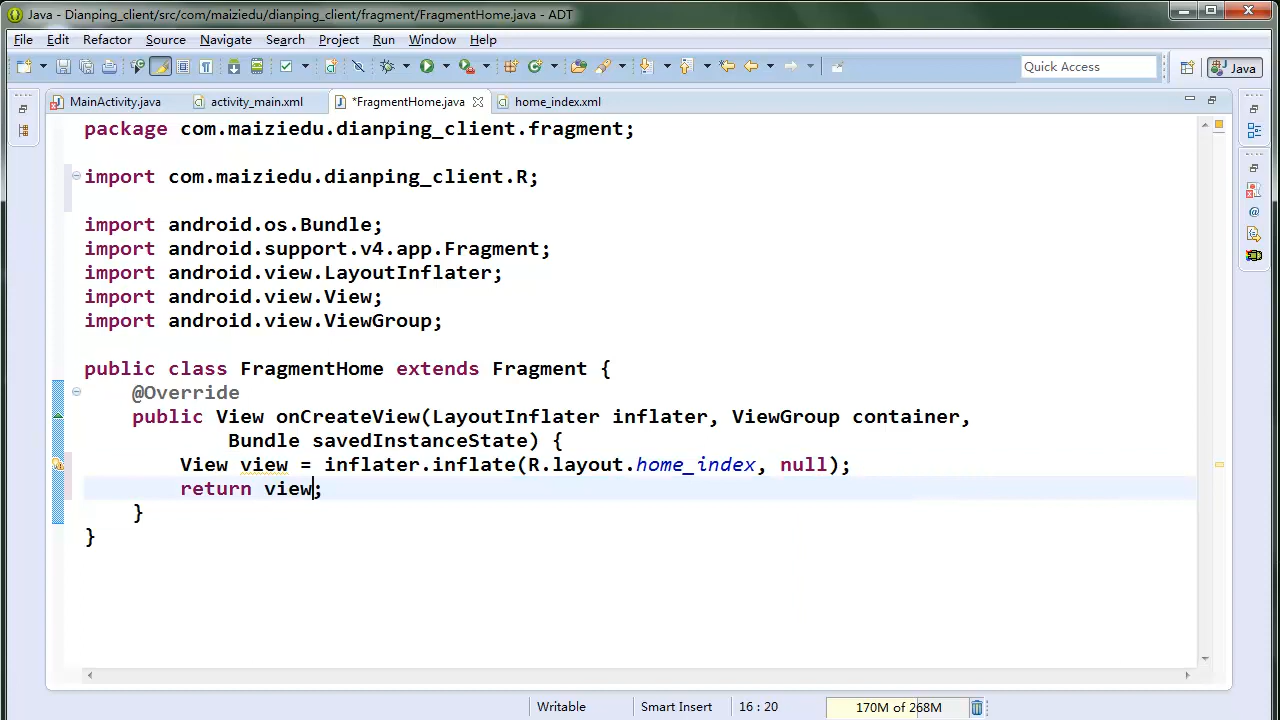 Java - Dianping_client/src/com/maiziedu/dianping_client/fragment/FragmentHome.java - ADT
File Edit Refactor Source Navigate Search Project Run Window Help
Quick Access
Java
MainActivity.java activity_main.xml *FragmentHome.java home_index.xml
package com.maiziedu.dianping_client.fragment;
import com.maiziedu.dianping_client.R;
import android.os.Bundle;
import android.support.v4.app.Fragment;
import android.view.LayoutInflater;
import android.view.View;
import android.view.ViewGroup;
public class FragmentHome extends Fragment {
@Override
public View onCreateView(LayoutInflater inflater, ViewGroup container,
Bundle savedInstanceState) {
View view = inflater.inflate(R.layout.home_index, null);
return view;
}
}
Writable Smart Insert 16 : 20 170M of 268M